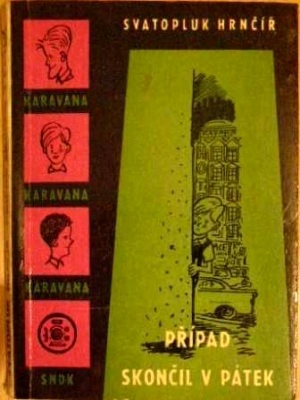 SVATOPLUK HRNČÍŘ
KARAVANA
KARAVANA
KARAVANA
SNDK
PŘÍPAD
SKONČIL V PÁTEK